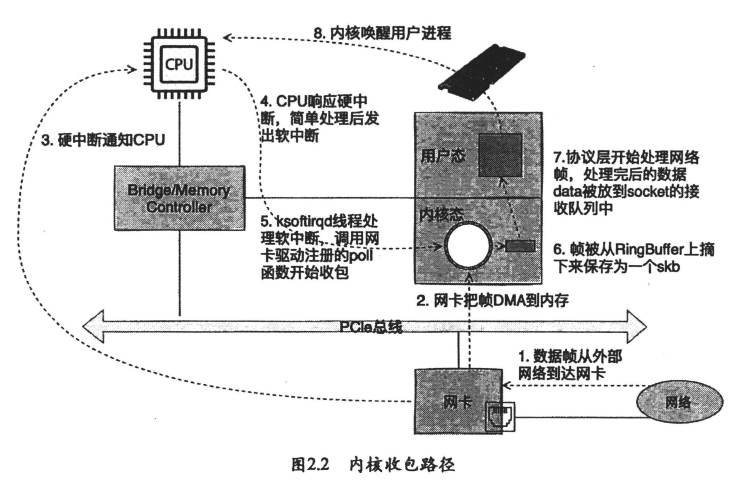 8. 内核唤醒用户进程
CPU
4. CPU响应硬中
断，简单处理后发
出软中断
3. 硬中断通知CPU
用户态
7.协议层开始处理网络
帧，处理完后的数据
data被放到socket的接
收队列中
Bridge/Memory
Controller
内核态
5. ksoftirqd线程处
理软中断，调用网
卡驱动注册的poll
函数开始收包
6. 帧被从RingBuffer上摘
下来保存为一个skb
2. 网卡把帧DMA到内存
PCIe总线
1. 数据帧从外部
网络到达网卡
网卡
网络
图2.2 内核收包路径